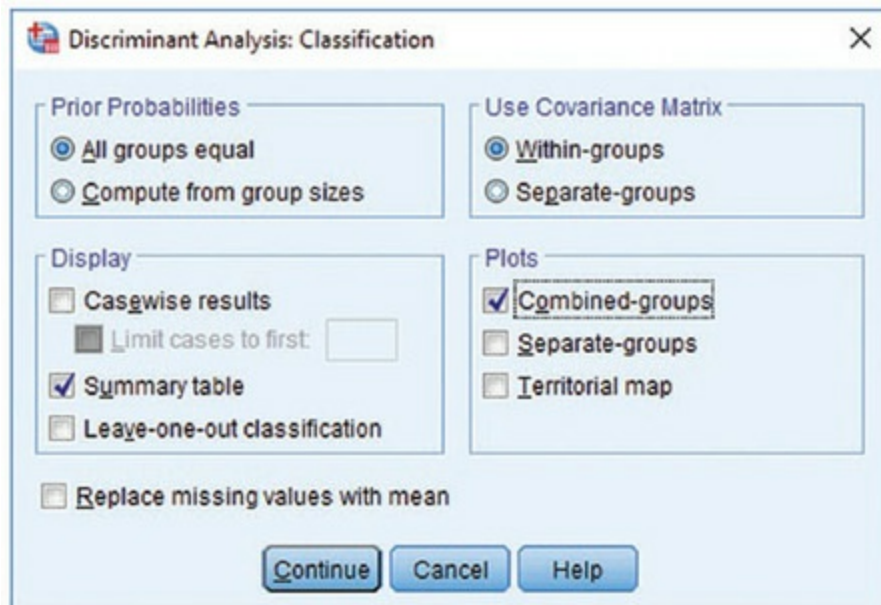 Discriminant Analysis: Classification
Prior Probabilities
All groups equal
Compute from group sizes
Use Covariance Matrix
Within-groups
Separate-groups
Display
Casewise results
Limit cases to first:
Summary table
Leave-one-out classification
Plots
Combined-groups
Separate-groups
Territorial map
Replace missing values with mean
Continue
Cancel
Help